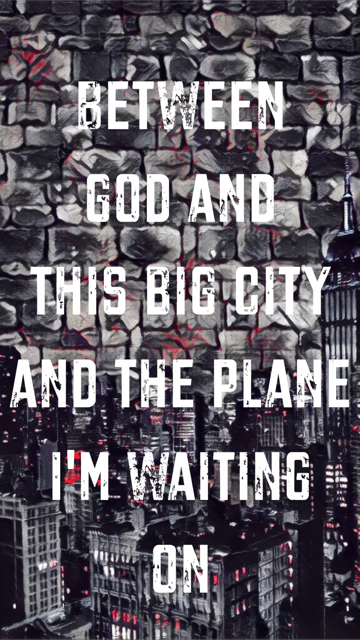 BETWEEN
GOD AND
THIS BIG CITY
AND THE PLANE
I'M WAITING
ON